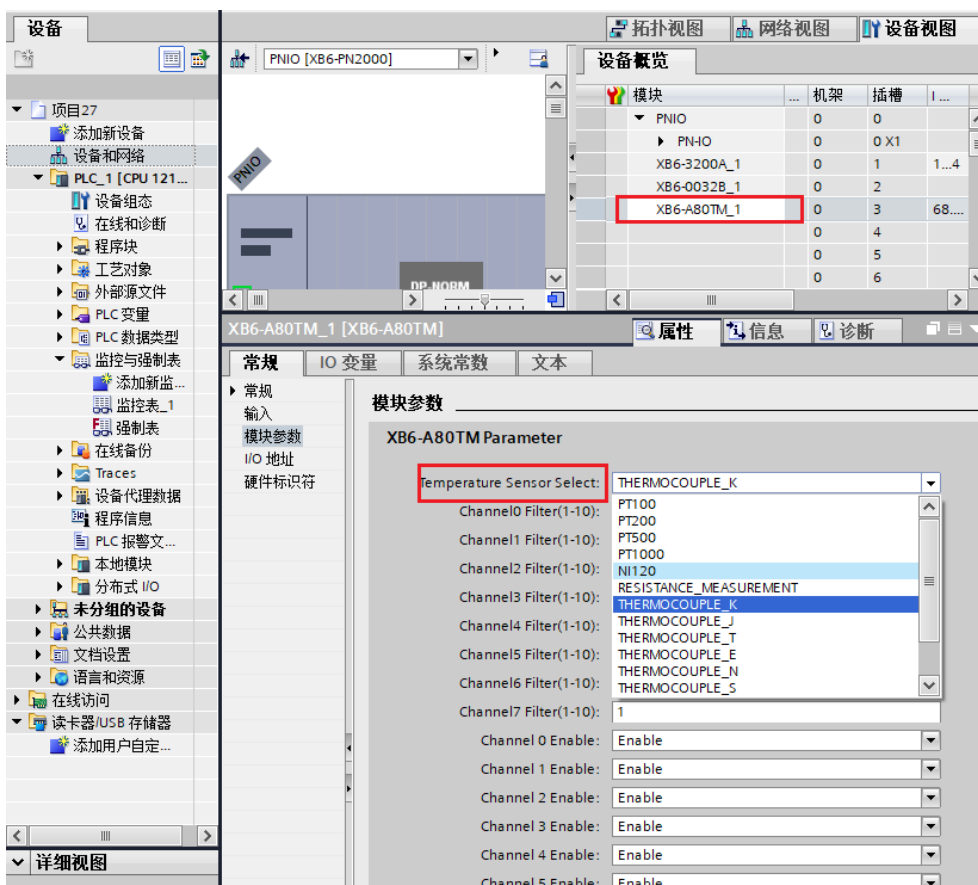 设备
拓扑视图
网络视图
设备视图
PNIO [XB6-PN2000]
设备概览
模块 ... 机架 插槽 I...
PNIO 0 0
PN-IO 0 0 X1
XB6-3200A_1 0 1 1...4
XB6-0032B_1 0 2
XB6-A80TM_1 0 3 68....
0 4
0 5
0 6
PNIO
DP-NORM
项目27
添加新设备
设备和网络
PLC_1 [CPU 121...
设备组态
在线和诊断
程序块
工艺对象
外部源文件
PLC 变量
PLC 数据类型
监控与强制表
添加新监...
监控表_1
强制表
在线备份
Traces
设备代理数据
程序信息
PLC 报警文...
本地模块
分布式 I/O
未分组的设备
公共数据
文档设置
语言和资源
在线访问
读卡器/USB 存储器
添加用户自定...
详细视图
XB6-A80TM_1 [XB6-A80TM]
属性
信息
诊断
常规
IO 变量
系统常数
文本
常规
输入
模块参数
I/O 地址
硬件标识符
模块参数
XB6-A80TM Parameter
Temperature Sensor Select: THERMOCOUPLE_K
PT100
PT200
PT500
PT1000
NI120
RESISTANCE_MEASUREMENT
THERMOCOUPLE_K
THERMOCOUPLE_J
THERMOCOUPLE_T
THERMOCOUPLE_E
THERMOCOUPLE_N
THERMOCOUPLE_S
Channel0 Filter(1-10):
Channel1 Filter(1-10):
Channel2 Filter(1-10):
Channel3 Filter(1-10):
Channel4 Filter(1-10):
Channel5 Filter(1-10):
Channel6 Filter(1-10):
Channel7 Filter(1-10): 1
Channel 0 Enable: Enable
Channel 1 Enable: Enable
Channel 2 Enable: Enable
Channel 3 Enable: Enable
Channel 4 Enable: Enable
Channel 5 Enable: Enable